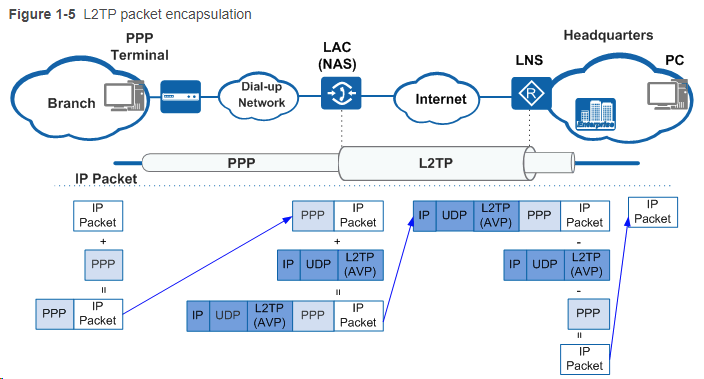 Figure 1-5 L2TP packet encapsulation
PPP
Terminal
LAC
(NAS)
LNS
Headquarters
PC
Branch
Dial-up
Network
Internet
R
Enterprise
PPP
L2TP
IP Packet
IP
Packet
+
PPP
=
PPP
IP
Packet
PPP
IP
Packet
+
IP
UDP
L2TP
(AVP)
=
IP
UDP
L2TP
(AVP)
PPP
IP
Packet
IP
UDP
L2TP
(AVP)
PPP
IP
Packet
-
IP
UDP
L2TP
(AVP)
-
PPP
=
IP
Packet
IP
Packet